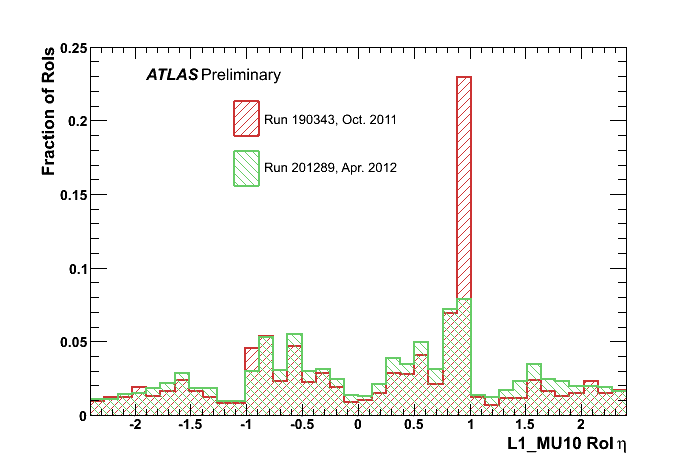 0.25
0.2
0.15
0.1
0.05
0
Fraction of RoIs
ATLAS Preliminary
Run 190343, Oct. 2011
Run 201289, Apr. 2012
-2 -1.5 -1 -0.5 0 0.5 1 1.5 2
L1_MU10 RoI η